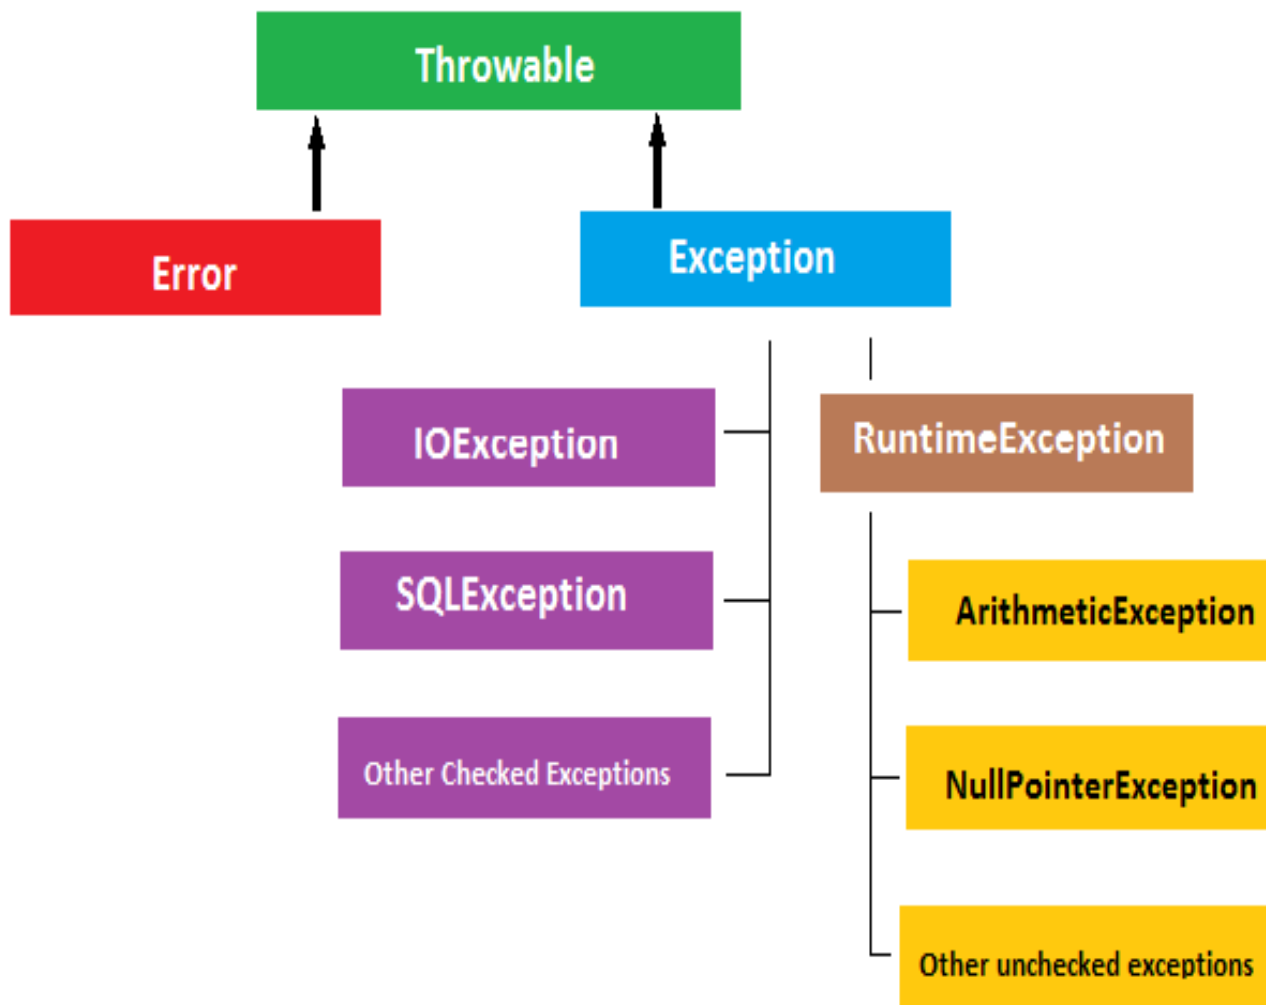 Throwable
Error
Exception
IOException
RuntimeException
SQLException
ArithmeticException
Other Checked Exceptions
NullPointerException
Other unchecked exceptions